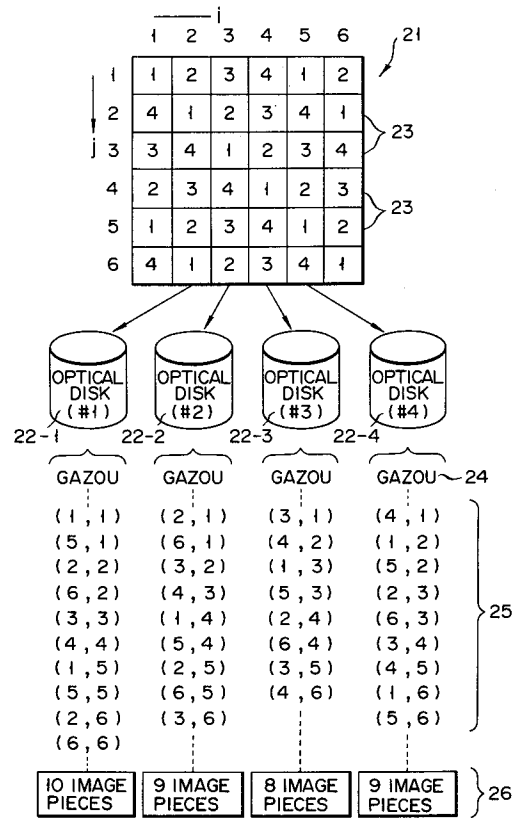 i
1 2 3 4 5 6
21
j
1 1 2 3 4 1 2
2 4 1 2 3 4 1
3 3 4 1 2 3 4
23
4 2 3 4 1 2 3
5 1 2 3 4 1 2
23
6 4 1 2 3 4 1
OPTICAL DISK (#1)
OPTICAL DISK (#2)
OPTICAL DISK (#3)
OPTICAL DISK (#4)
22-1 22-2 22-3 22-4
GAZOU GAZOU GAZOU GAZOU 24
(1,1) (2,1) (3,1) (4,1)
(5,1) (6,1) (4,2) (1,2)
(2,2) (3,2) (1,3) (5,2)
(6,2) (4,3) (5,3) (2,3)
(3,3) (1,4) (2,4) (6,3)
(4,4) (5,4) (6,4) (3,4)
(1,5) (2,5) (3,5) (4,5)
(5,5) (6,5) (4,6) (1,6)
(2,6) (3,6) (5,6)
(6,6)
25
10 IMAGE PIECES
9 IMAGE PIECES
8 IMAGE PIECES
9 IMAGE PIECES
26